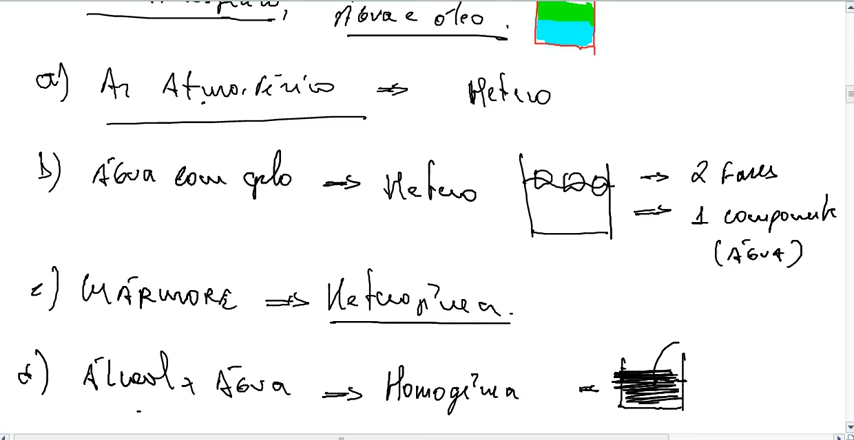 Água e óleo.
a) Ar Atmosférico ⇒ Hetero
b) Água com gelo ⇒ Hetero → 2 Fases
⇒ 1 componente
(ÁGUA)
c) MÁRMORE ⇒ Heterogênea.
d) Álcool + Água ⇒ Homogênea =